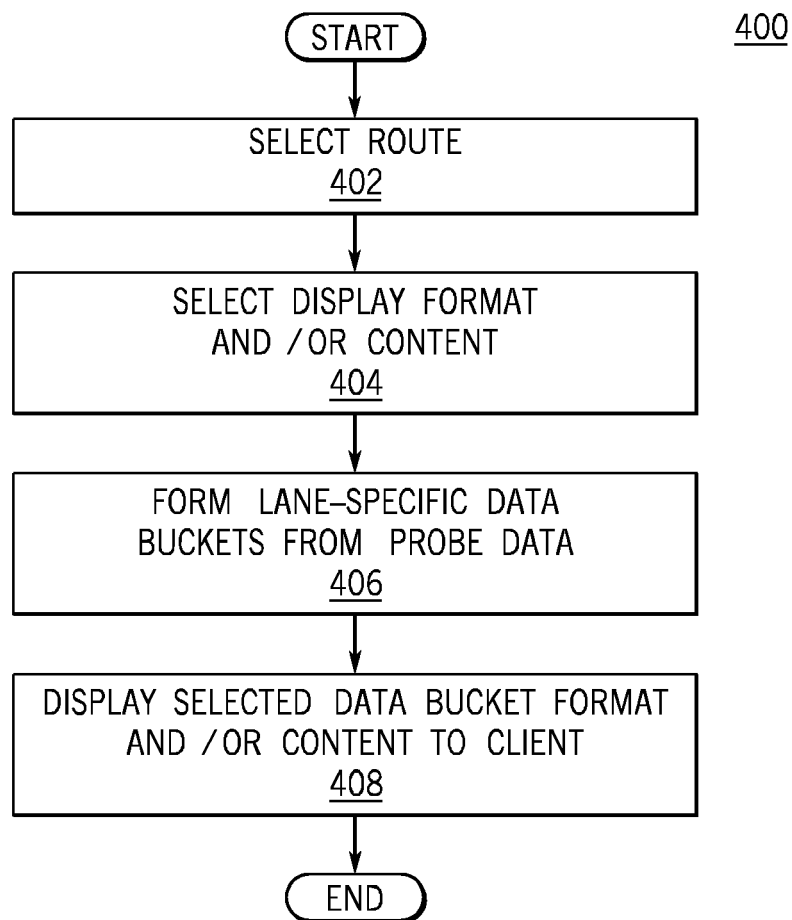 START
400
SELECT ROUTE
402
SELECT DISPLAY FORMAT
AND /OR CONTENT
404
FORM LANE-SPECIFIC DATA
BUCKETS FROM PROBE DATA
406
DISPLAY SELECTED DATA BUCKET FORMAT
AND /OR CONTENT TO CLIENT
408
END